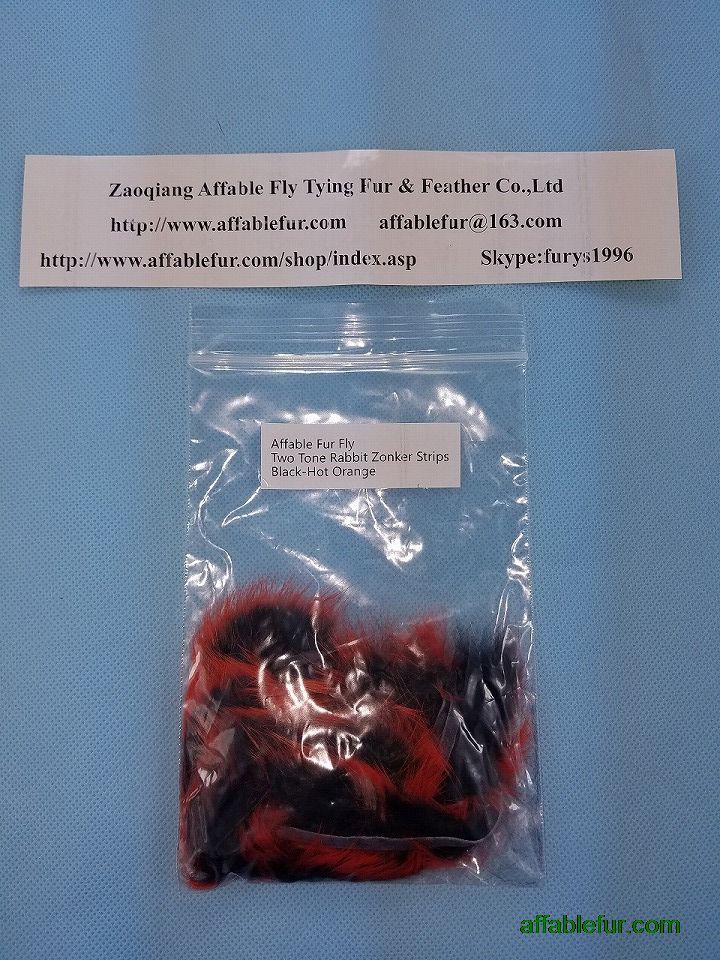 Zaoqiang Affable Fly Tying Fur & Feather Co.,Ltd
http://www.affablefur.com affablefur@163.com
http://www.affablefur.com/shop/index.asp Skype:furys1996
Affable Fur Fly
Two Tone Rabbit Zonker Strips
Black-Hot Orange
affablefur.com